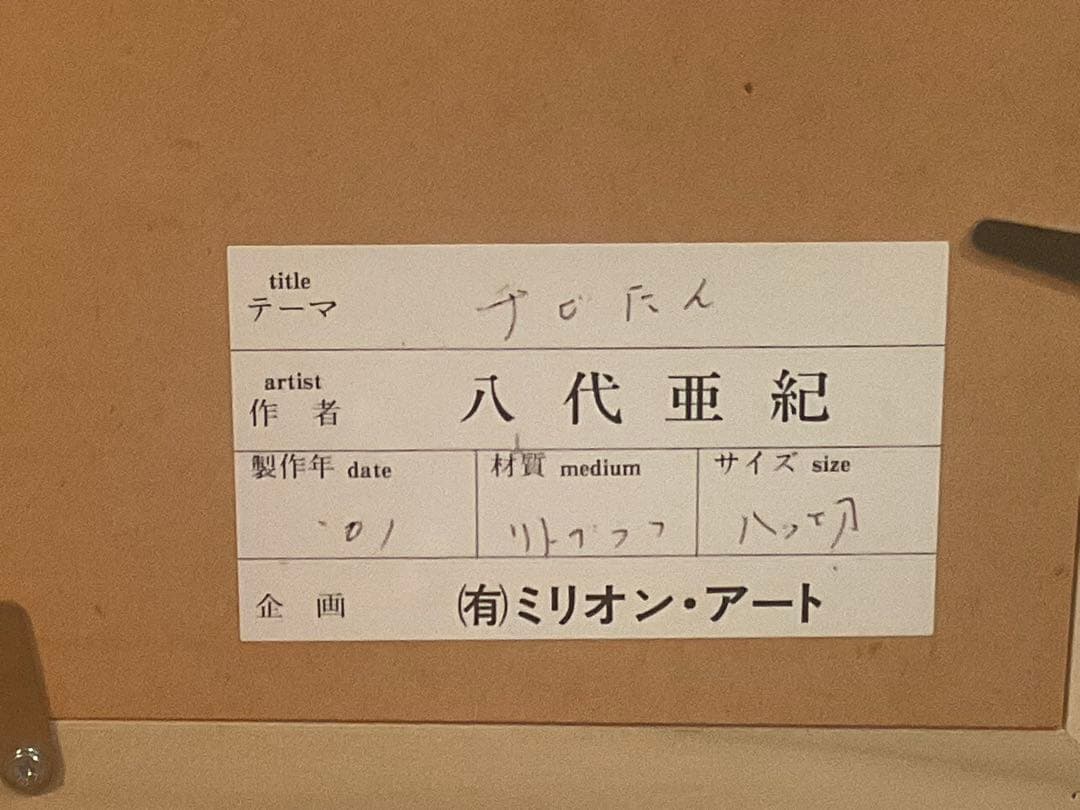 title
テーマ チビたん
artist
作者 八代亜紀
製作年 date 材質 medium サイズ size
'01 リトグラフ 八ッ切
企画 ㈲ミリオン・アート